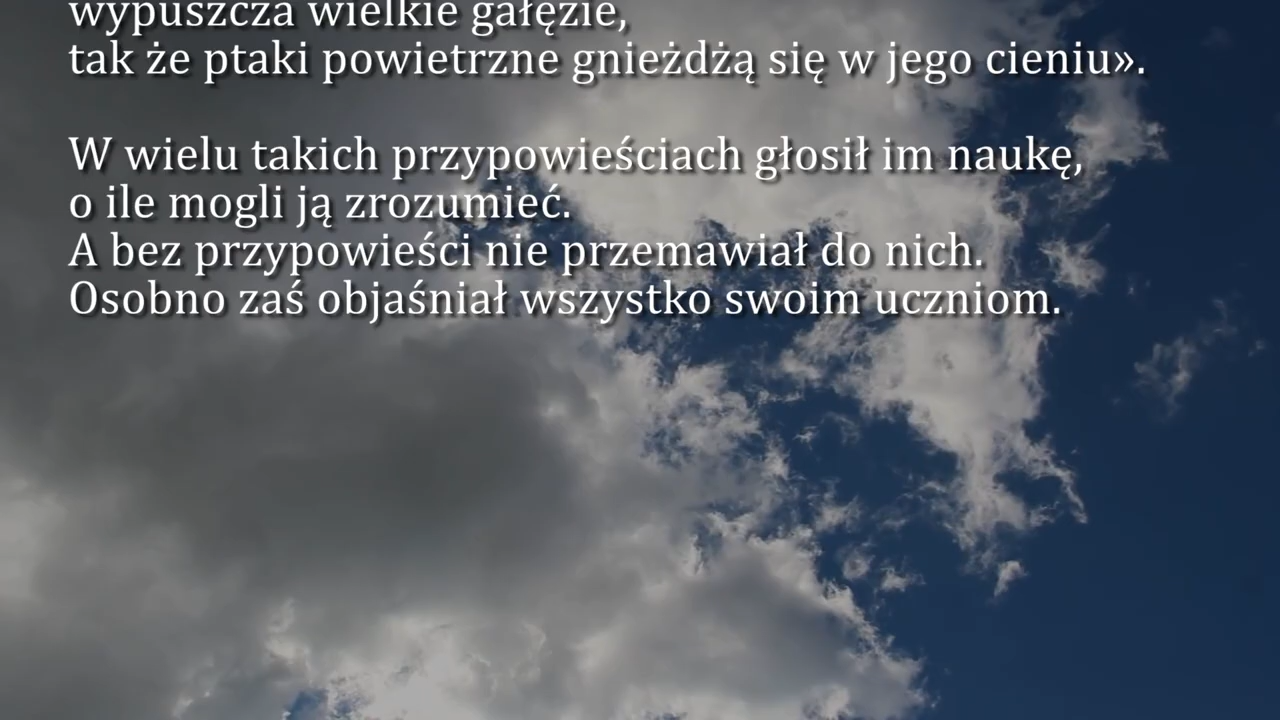 wypuszcza wielkie gałęzie,
tak że ptaki powietrzne gnieżdżą się w jego cieniu».
W wielu takich przypowieściach głosił im naukę,
o ile mogli ją zrozumieć.
A bez przypowieści nie przemawiał do nich.
Osobno zaś objaśniał wszystko swoim uczniom.